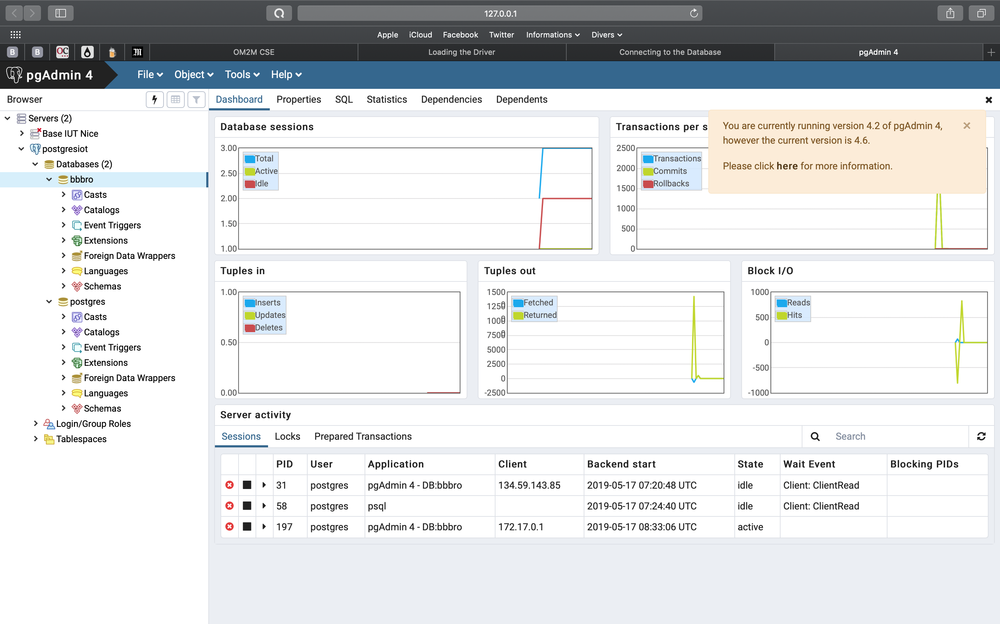 127.0.0.1
Apple iCloud Facebook Twitter Informations Divers
B B OC M OM2M CSE Loading the Driver Connecting to the Database pgAdmin 4
pgAdmin 4 File Object Tools Help
Browser
Dashboard Properties SQL Statistics Dependencies Dependents
Servers (2)
Base IUT Nice
postgresiot
Databases (2)
bbbro
Casts
Catalogs
Event Triggers
Extensions
Foreign Data Wrappers
Languages
Schemas
postgres
Casts
Catalogs
Event Triggers
Extensions
Foreign Data Wrappers
Languages
Schemas
Login/Group Roles
Tablespaces
Database sessions
3.00
2.50
2.00
1.50
1.00
Total
Active
Idle
Transactions per s
2500
2000
1500
1000
500
0
Transactions
Commits
Rollbacks
You are currently running version 4.2 of pgAdmin 4,
however the current version is 4.6.
Please click here for more information.
Tuples in
1.00
0.50
0.00
Inserts
Updates
Deletes
Tuples out
15000
12500
10000
7500
5000
2500
0
-2500
Fetched
Returned
Block I/O
1000
500
0
-500
-1000
Reads
Hits
Server activity
Sessions Locks Prepared Transactions Search
PID User Application Client Backend start State Wait Event Blocking PIDs
31 postgres pgAdmin 4 - DB:bbbro 134.59.143.85 2019-05-17 07:20:48 UTC idle Client: ClientRead
58 postgres psql 2019-05-17 07:24:40 UTC idle Client: ClientRead
197 postgres pgAdmin 4 - DB:bbbro 172.17.0.1 2019-05-17 08:33:06 UTC active